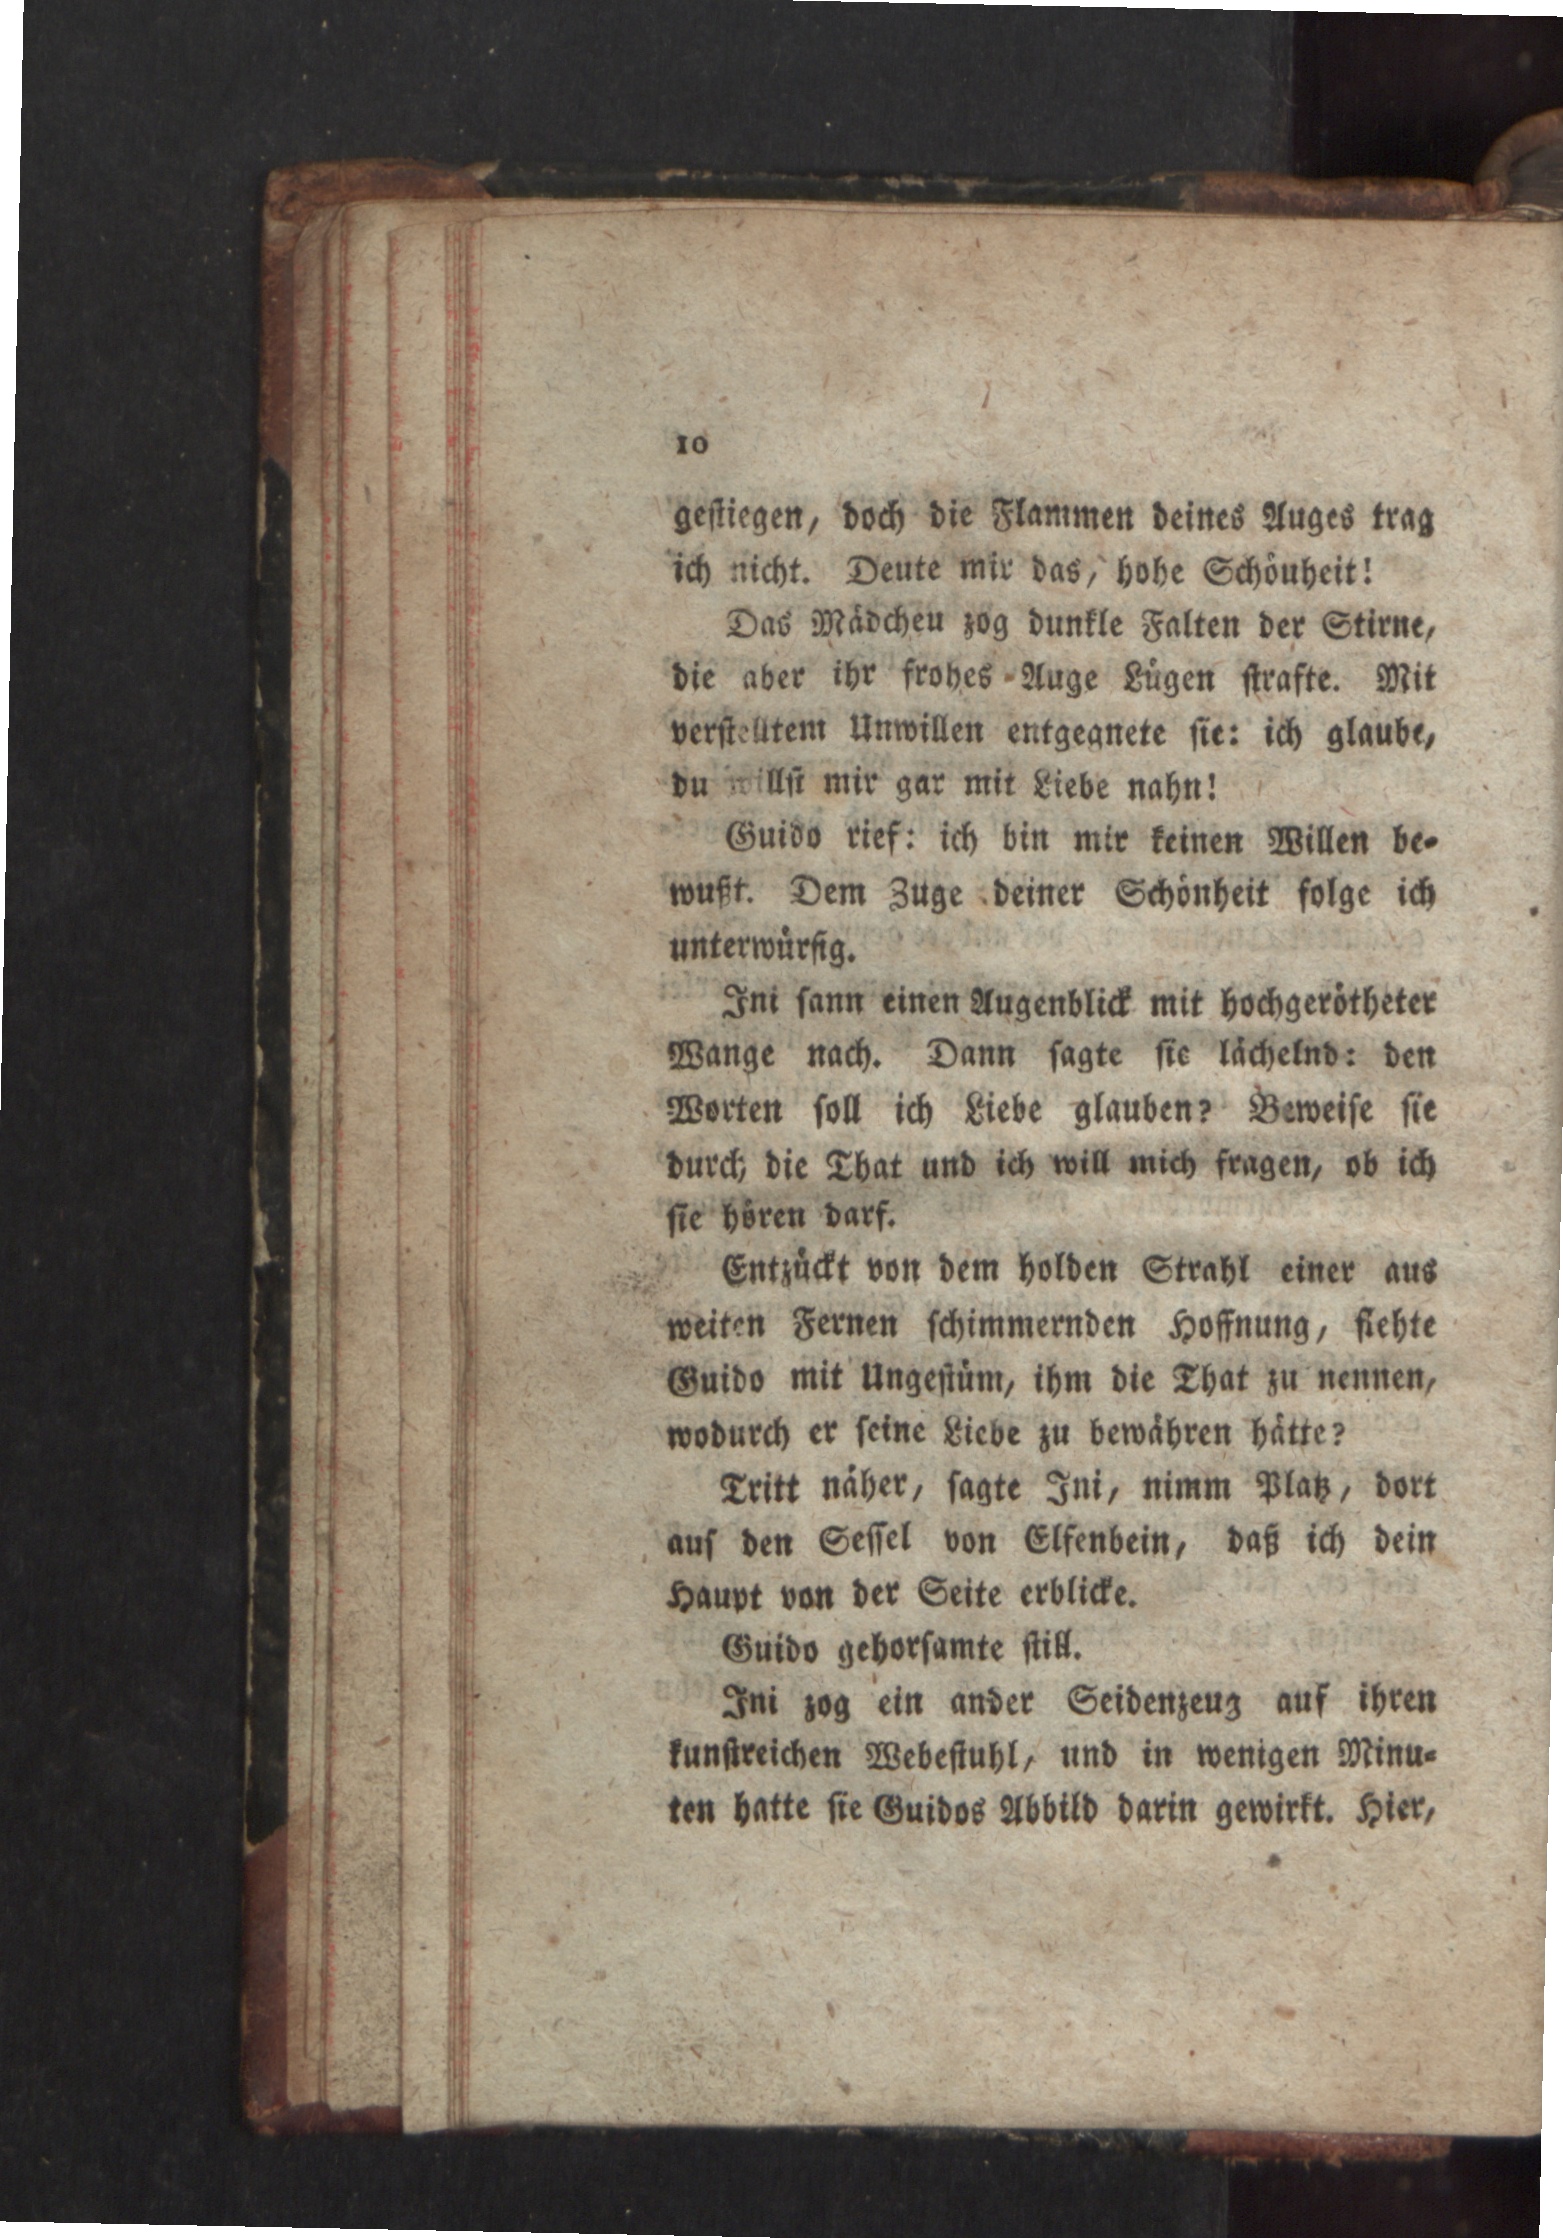 10
gestiegen, doch die Flammen deines Auges trag
ich nicht. Deute mir das, hohe Schönheit!
Das Mädchen zog dunkle Falten der Stirne,
die aber ihr frohes Auge Lügen strafte. Mit
verstelltem Unwillen entgegnete sie: ich glaube,
du willst mir gar mit Liebe nahn!
Guido rief: ich bin mir keinen Willen be-
wußt. Dem Zuge deiner Schönheit folge ich
unterwürfig.
Ini sann einen Augenblick mit hochgerötheter
Wange nach. Dann sagte sie lächelnd: den
Worten soll ich Liebe glauben? Beweise sie
durch die That und ich will mich fragen, ob ich
sie hören darf.
Entzückt von dem holden Strahl einer aus
weiten Fernen schimmernden Hoffnung, flehte
Guido mit Ungestüm, ihm die That zu nennen,
wodurch er seine Liebe zu bewähren hätte?
Tritt näher, sagte Ini, nimm Platz, dort
auf den Sessel von Elfenbein, daß ich dein
Haupt von der Seite erblicke.
Guido gehorsamte still.
Ini zog ein ander Seidenzeug auf ihren
kunstreichen Webestuhl, und in wenigen Minu-
ten hatte sie Guidos Abbild darin gewirkt. Hier,